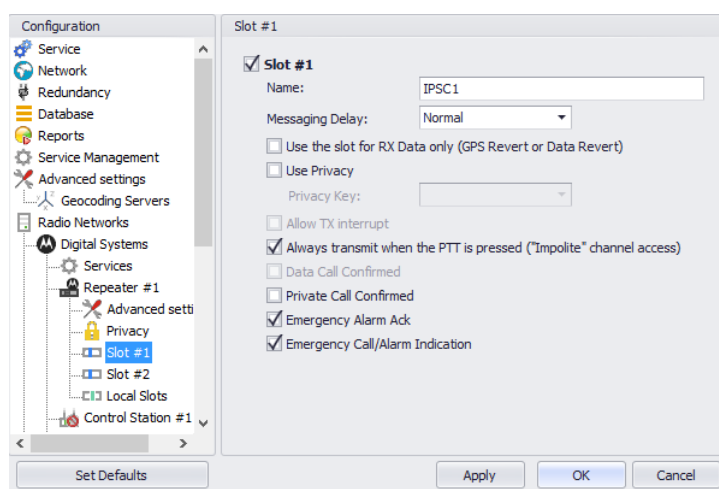 Configuration
Service
Network
Redundancy
Database
Reports
Service Management
Advanced settings
Geocoding Servers
Radio Networks
Digital Systems
Services
Repeater #1
Advanced setti
Privacy
Slot #1
Slot #2
Local Slots
Control Station #1
Set Defaults
Slot #1
Slot #1
Name: IPSC1
Messaging Delay: Normal
Use the slot for RX Data only (GPS Revert or Data Revert)
Use Privacy
Privacy Key:
Allow TX interrupt
Always transmit when the PTT is pressed ("Impolite" channel access)
Data Call Confirmed
Private Call Confirmed
Emergency Alarm Ack
Emergency Call/Alarm Indication
Apply OK Cancel